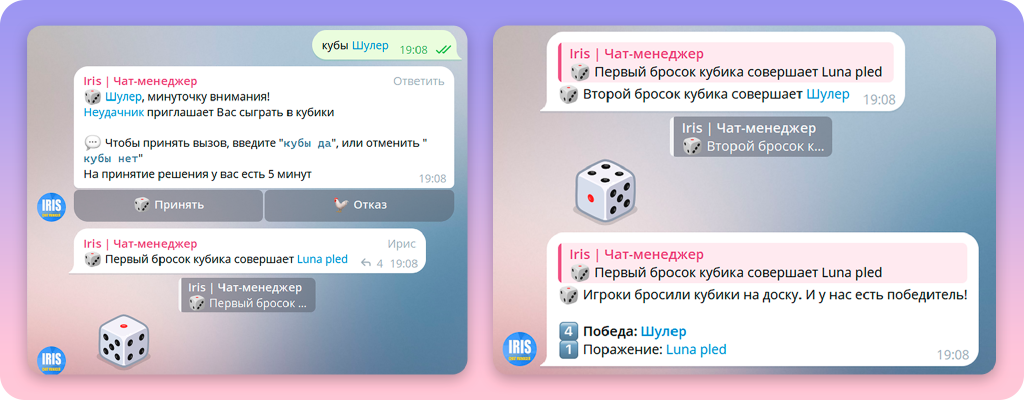 кубы Шулер 19:08
Iris | Чат-менеджер Ответить
Шулер, минуточку внимания!
Неудачник приглашает Вас сыграть в кубики
Чтобы принять вызов, введите "кубы да", или отменить "
кубы нет"
На принятие решения у вас есть 5 минут
19:08
Принять Отказ
IRIS
Iris | Чат-менеджер Ирис
Первый бросок кубика совершает Luna pled 4 19:08
Iris | Чат-менеджер
Первый бросок ...
IRIS
Iris | Чат-менеджер
Первый бросок кубика совершает Luna pled
Второй бросок кубика совершает Шулер 19:08
Iris | Чат-менеджер
Второй бросок к...
Iris | Чат-менеджер
Первый бросок кубика совершает Luna pled
Игроки бросили кубики на доску. И у нас есть победитель!
4 Победа: Шулер
1 Поражение: Luna pled
19:08
IRIS